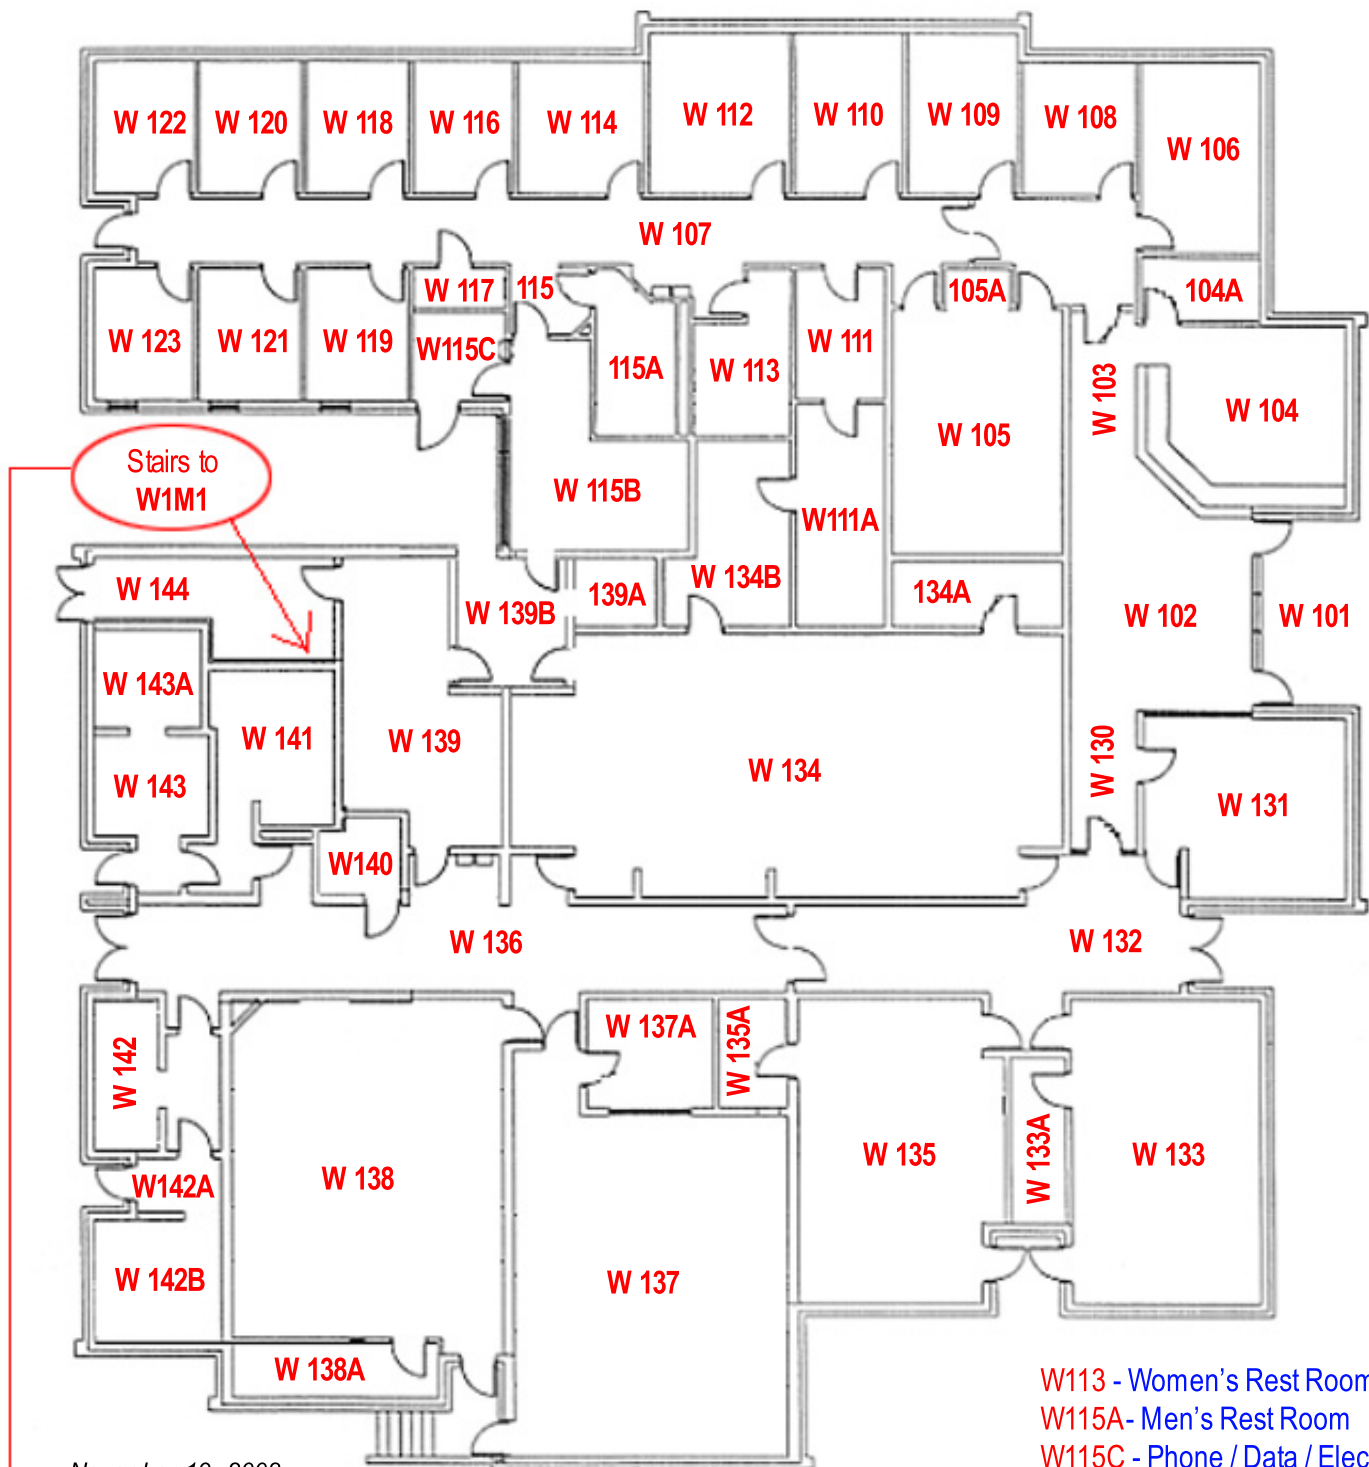 W 122
W 120
W 118
W 116
W 114
W 112
W 110
W 109
W 108
W 106
W 107
W 123
W 121
W 119
W 117
115
W115C
115A
W 113
W 111
105A
104A
W 105
W 103
W 104
Stairs to
W1M1
W 115B
W111A
W 144
W 139B
139A
W 134B
134A
W 102
W 101
W 143A
W 141
W 139
W 134
W 130
W 143
W 131
W140
W 136
W 132
W 142
W 137A
W 135A
W 138
W 135
W 133A
W 133
W142A
W 142B
W 137
W 138A
W113 - Women's Rest Room
W115A- Men's Rest Room
W115C - Phone / Data / Elec